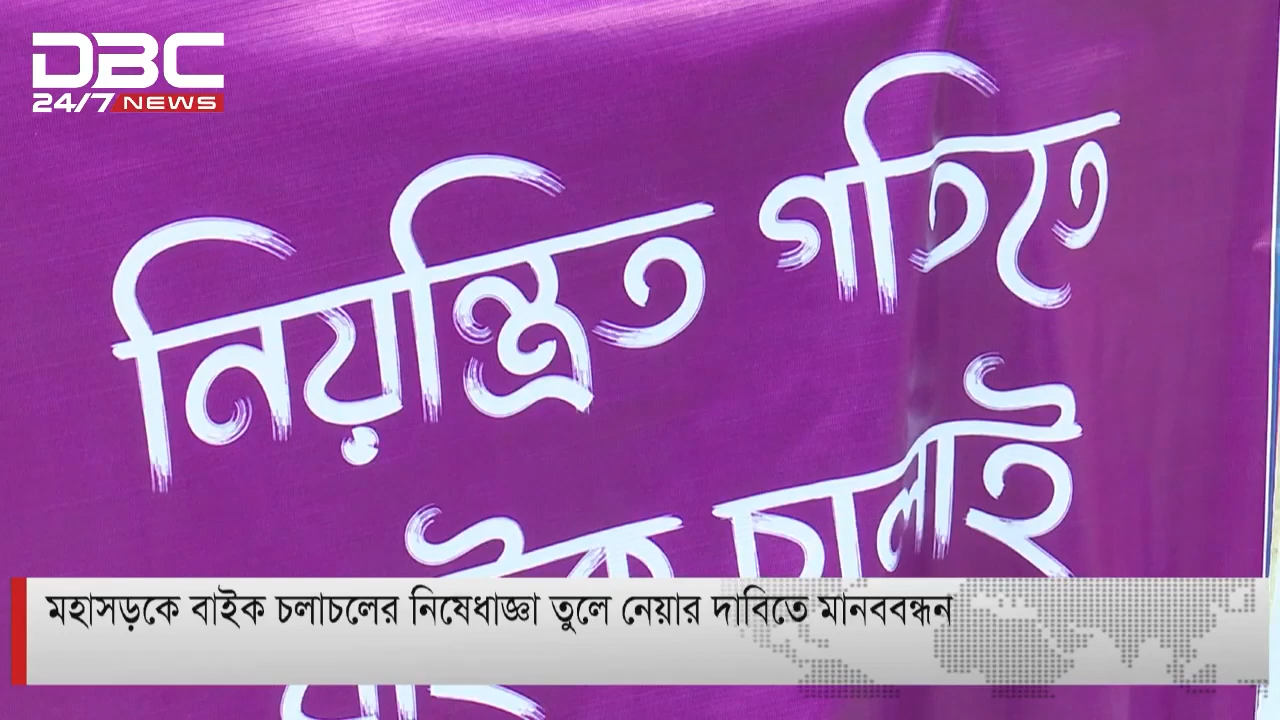 DBC
24/7 NEWS
নিয়ন্ত্রিত গতিতে
চালাই
মহাসড়কে বাইক চলাচলের নিষেধাজ্ঞা তুলে নেয়ার দাবিতে মানববন্ধন